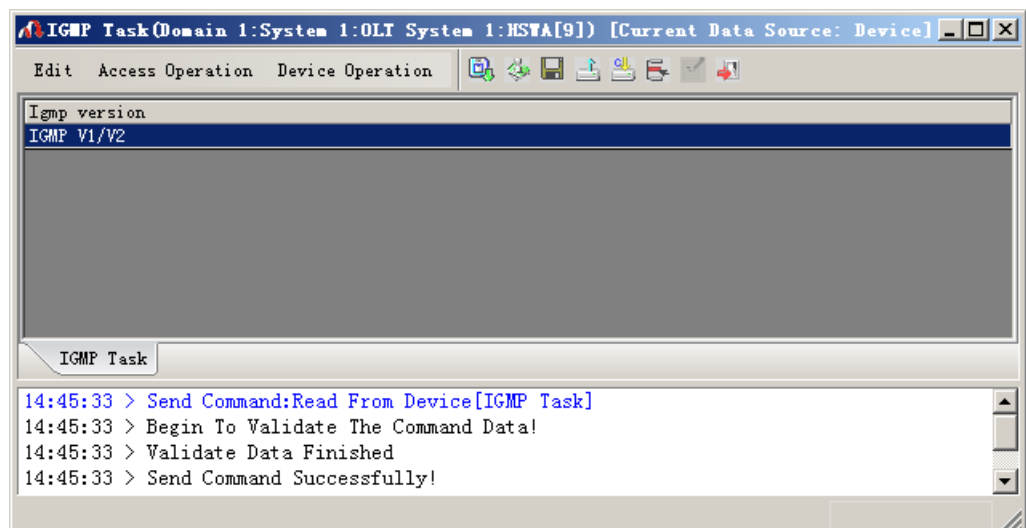 IGMP Task(Domain 1:System 1:OLT System 1:HSWA[9]) [Current Data Source: Device]
Edit Access Operation Device Operation
Igmp version
IGMP V1/V2
IGMP Task
14:45:33 > Send Command:Read From Device[IGMP Task]
14:45:33 > Begin To Validate The Command Data!
14:45:33 > Validate Data Finished
14:45:33 > Send Command Successfully!